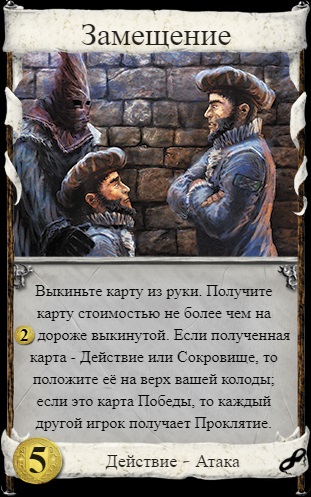 Замещение
Выкиньте карту из руки. Получите
карту стоимостью не более чем на
2 дороже выкинутой. Если полученная
карта - Действие или Сокровище, то
положите её на верх вашей колоды;
если это карта Победы, то каждый
другой игрок получает Проклятие.
5 Действие - Атака